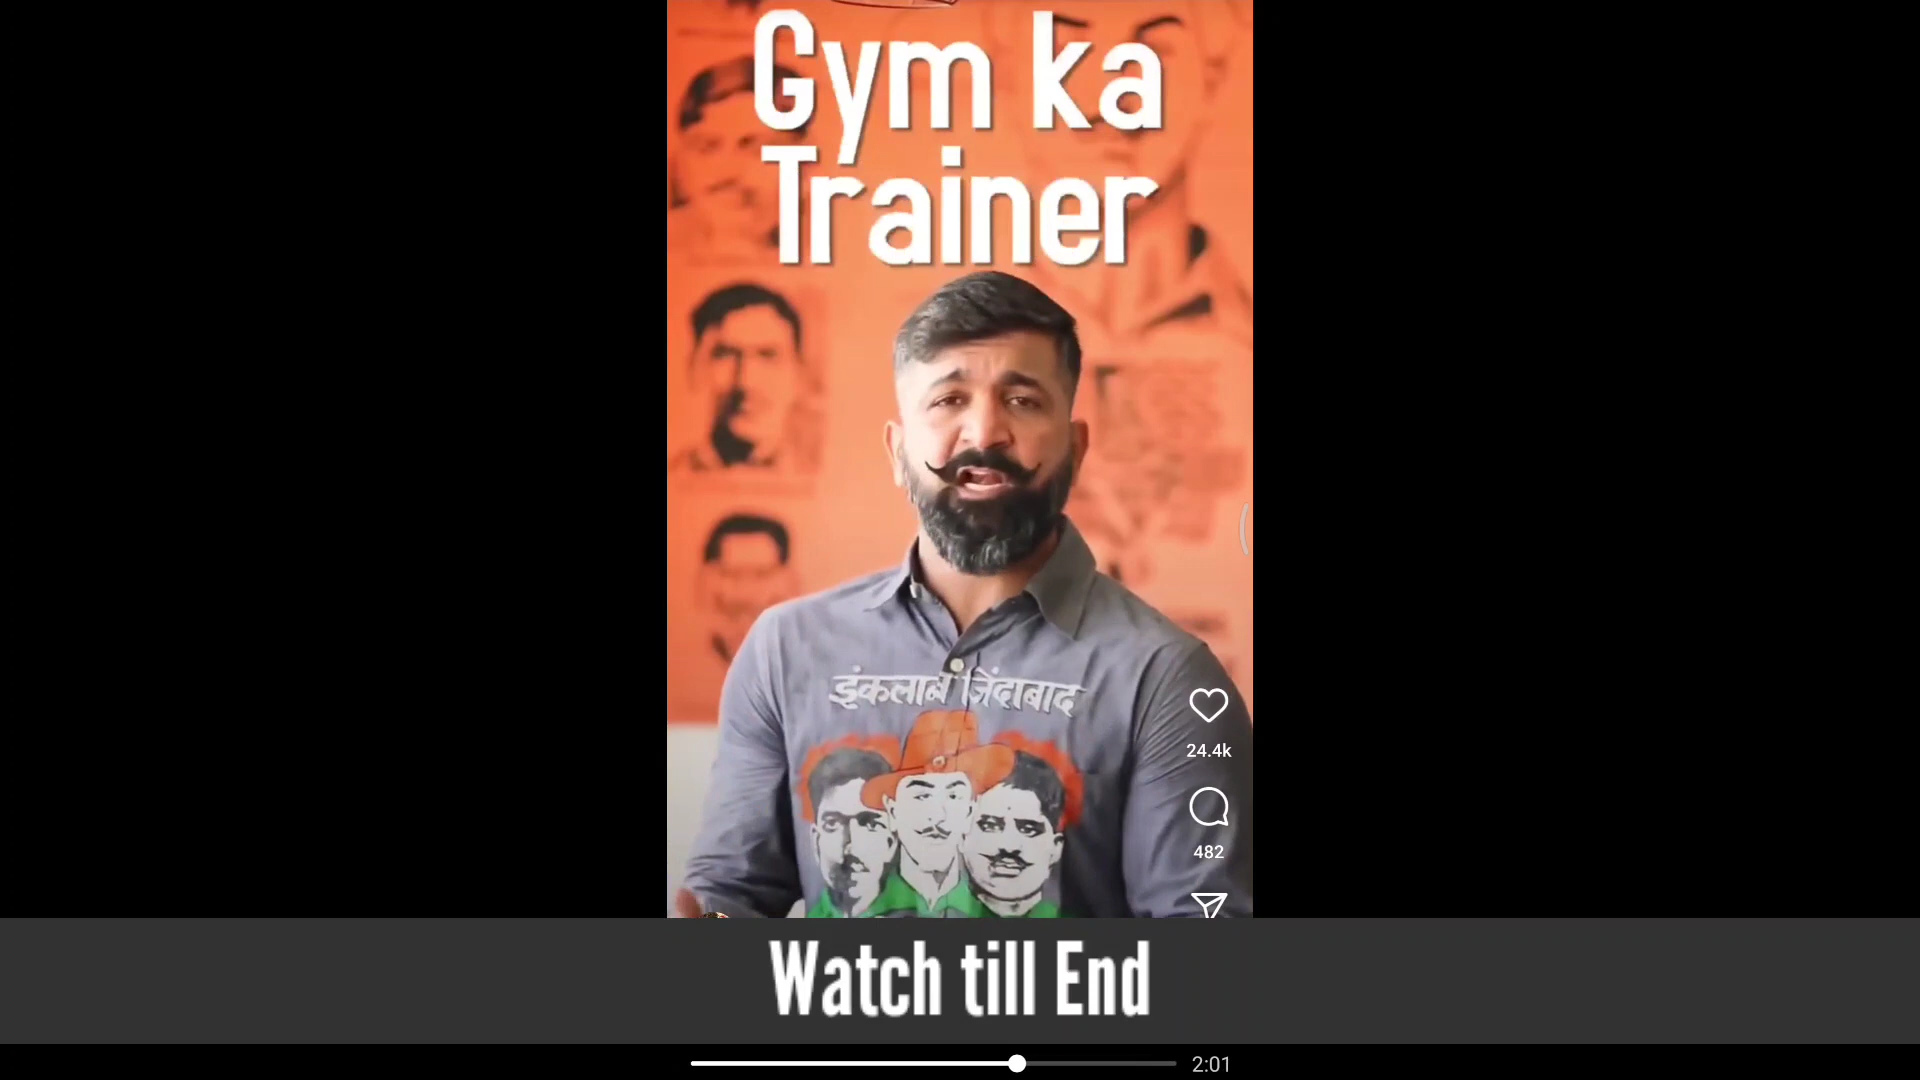 Gym ka
Trainer
इंकलाब जिंदाबाद
24.4k
482
Watch till End
2:01